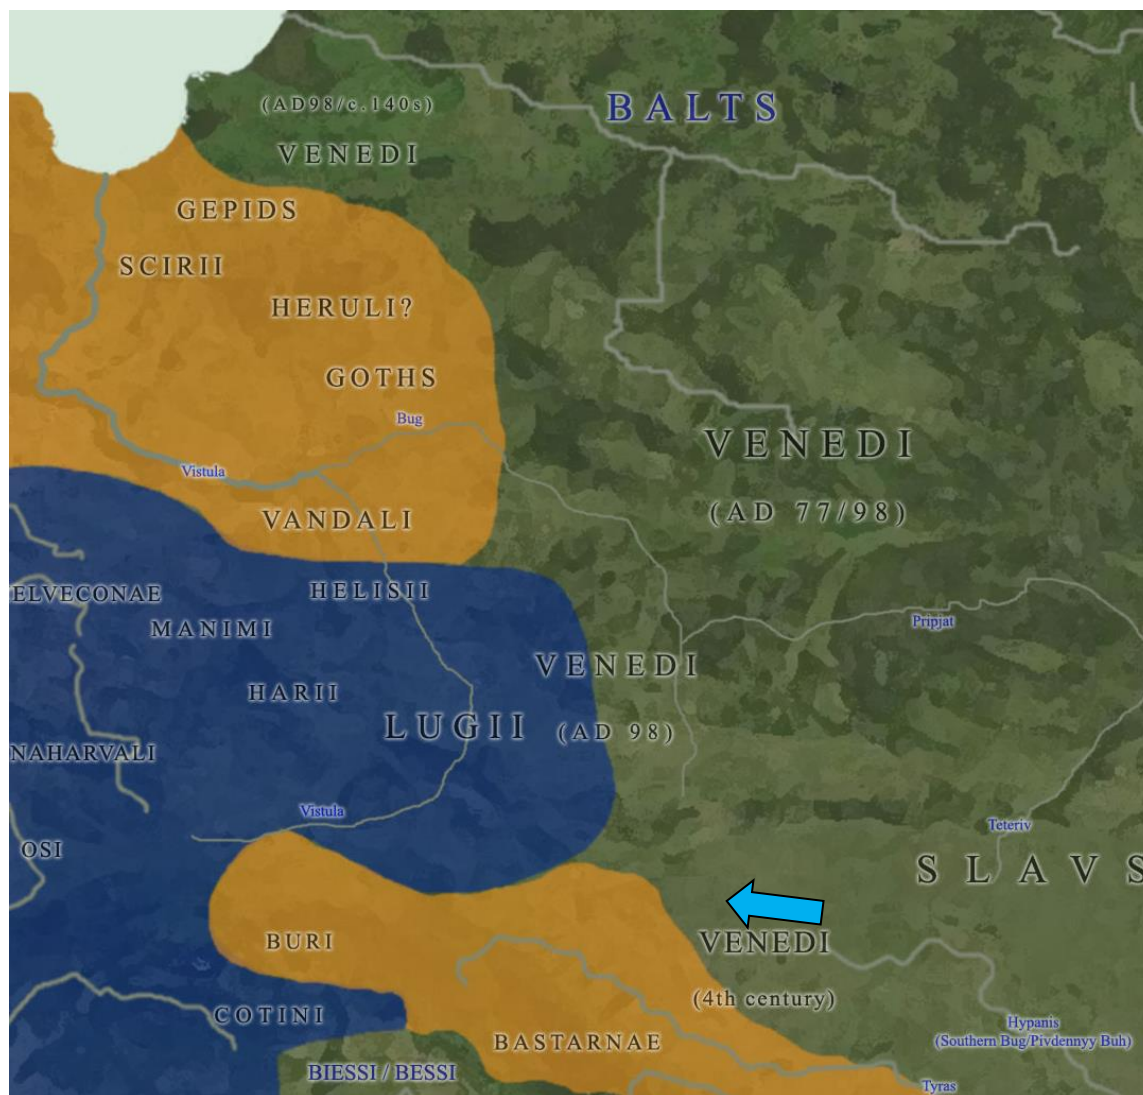 (AD98/c.140s)
BALTS
VENEDI
GEPIDS
SCIRII
HERULI?
GOTHS
Bug
VENEDI
Vistula
(AD 77/98)
VANDALI
HELISII
ELVECONAE
MANIMI
Pripjat
VENEDI
HARII
LUGII
(AD 98)
NAHARVALI
Vistula
Teteriv
OSI
SLAVS
BURI
VENEDI
(4th century)
COTINI
Hypanis
(Southern Bug/Pivdennyy Buh)
BASTARNAE
BIESSI / BESSI
Tyras